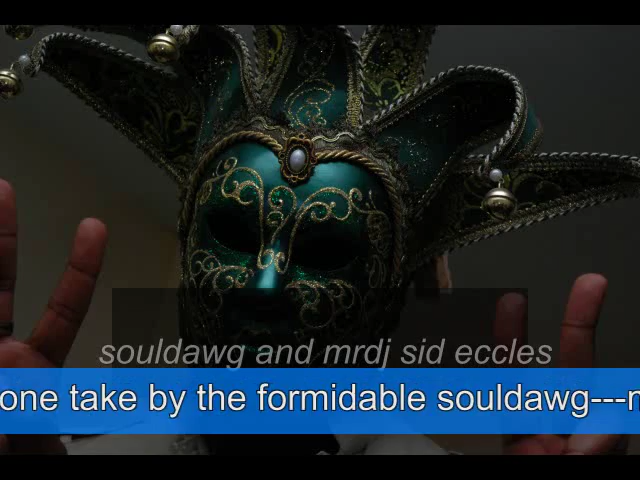 souldawg and mrdj sid eccles
one take by the formidable souldawg---